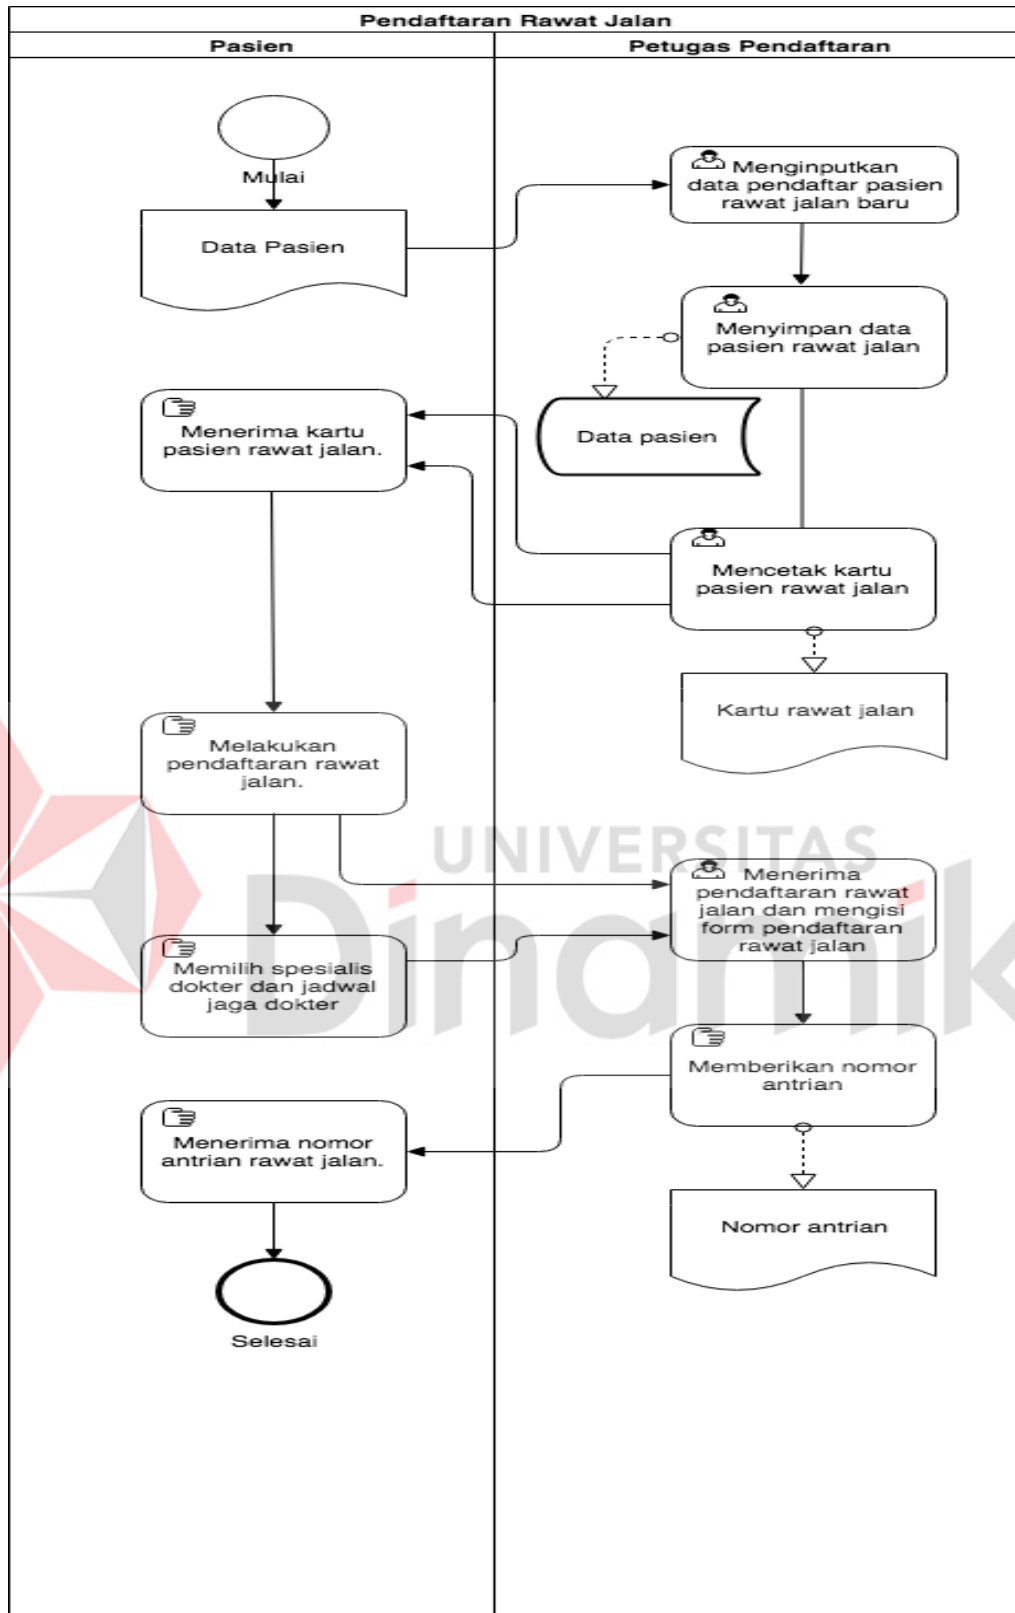 Pendaftaran Rawat Jalan
Pasien
Petugas Pendaftaran
Mulai
Menginputkan
data pendaftar pasien
rawat jalan baru
Data Pasien
Menyimpan data
pasien rawat jalan
Data pasien
Menerima kartu
pasien rawat jalan.
Mencetak kartu
pasien rawat jalan
Kartu rawat jalan
Melakukan
pendaftaran rawat
jalan.
UNIVERSITAS
Dinamik
Menerima
pendaftaran rawat
jalan dan mengisi
form pendaftaran
rawat jalan
Memilih spesialis
dokter dan jadwal
jaga dokter
Memberikan nomor
antrian
Menerima nomor
antrian rawat jalan.
Nomor antrian
Selesai